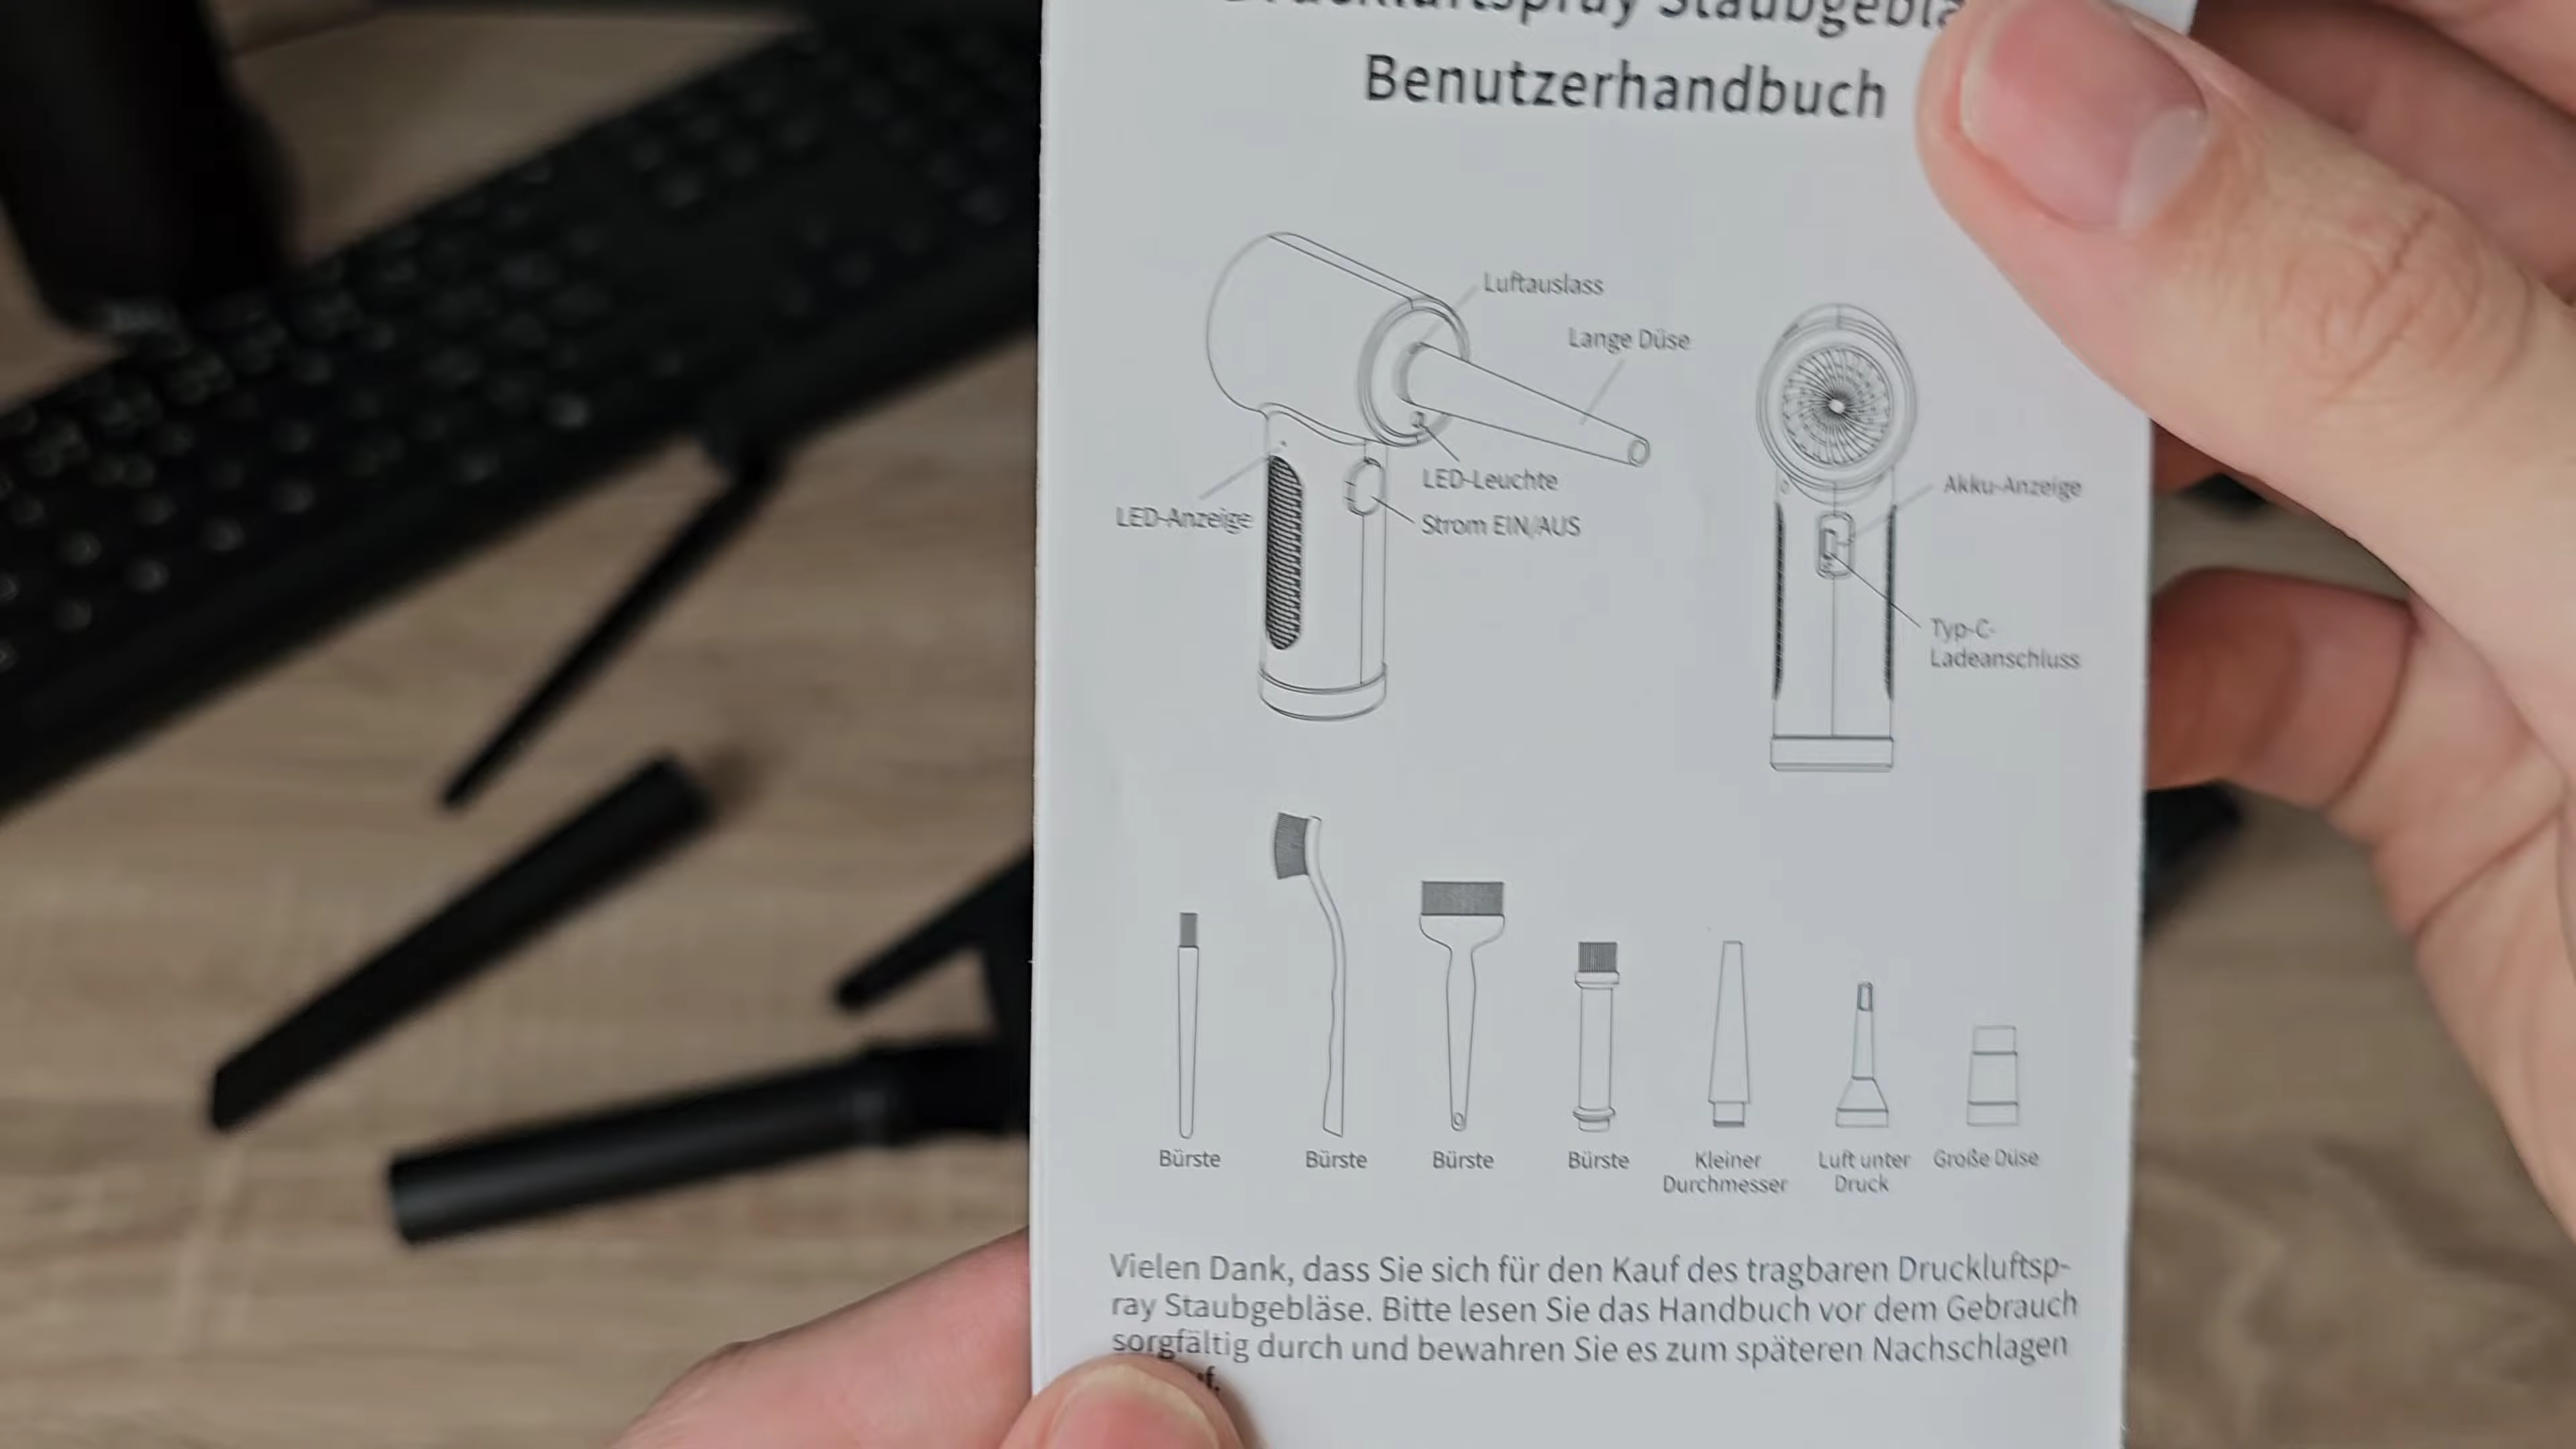 Druckluftspray Staubgeblä
Benutzerhandbuch
Luftauslass
Lange Düse
LED-Leuchte
Akku-Anzeige
LED-Anzeige
Strom EIN/AUS
Typ-C-
Ladeanschluss
Bürste
Bürste
Bürste
Bürste
Kleiner
Durchmesser
Luft unter
Druck
Große Düse
Vielen Dank, dass Sie sich für den Kauf des tragbaren Druckluftsp-
ray Staubgebläse. Bitte lesen Sie das Handbuch vor dem Gebrauch
sorgfältig durch und bewahren Sie es zum späteren Nachschlagen